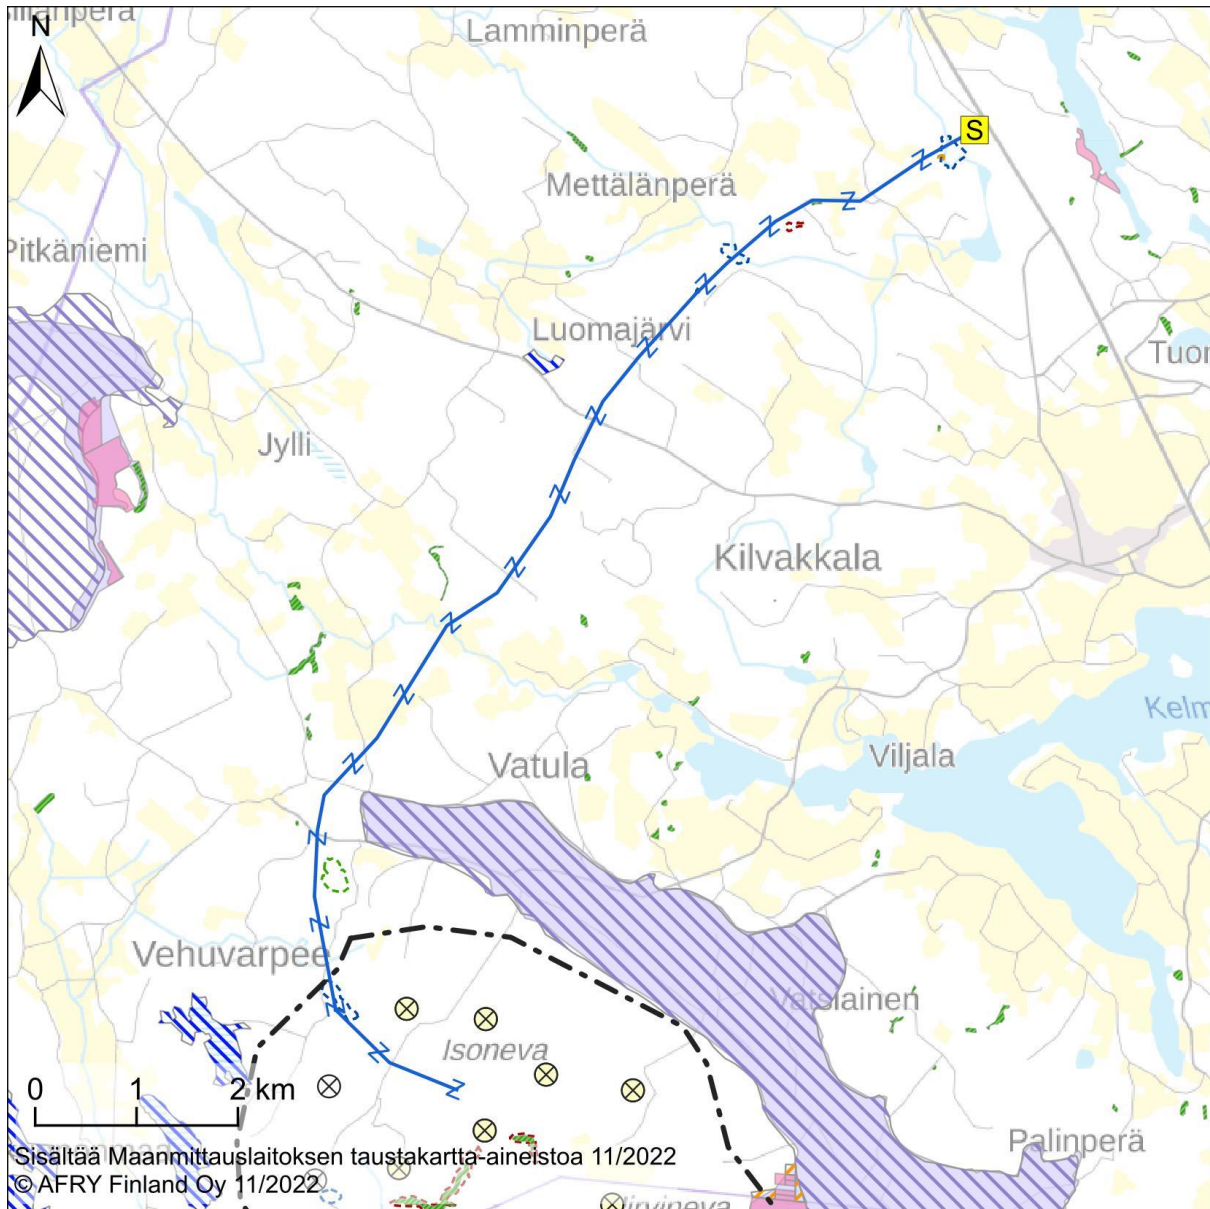 N
Lamminperä
S
Mettälänperä
Pitkäniemi
Luomajärvi
Tuor
Jylli
Kilvakkala
Kelm
Viljala
Vatula
Vehuvarpee
Vatsiainen
Isoneva
0 1 2 km
Palinperä
Sisältää Maanmittauslaitoksen taustakartta-aineistoa 11/2022
© AFRY Finland Oy 11/2022